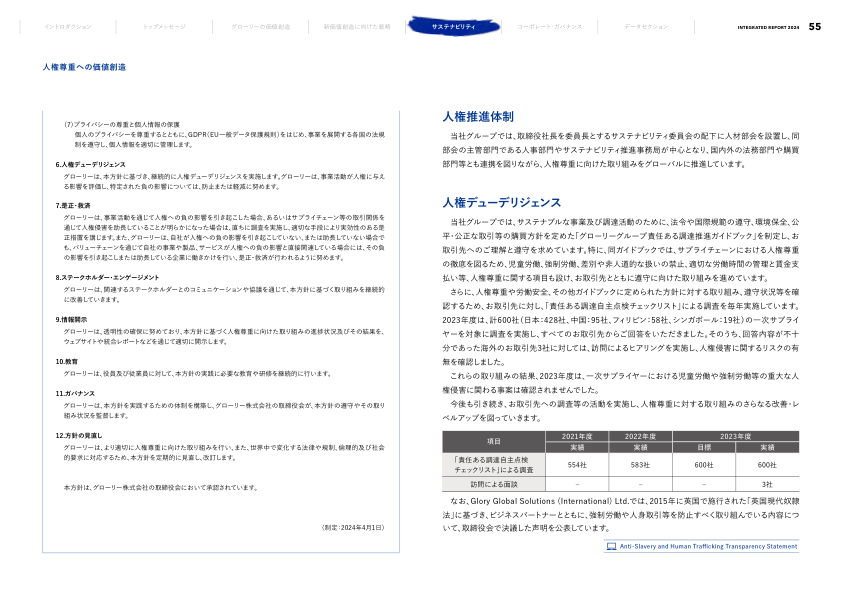 イントロダクション
トップメッセージ
グローリーの価値創造
新価値創造に向けた戦略
サステナビリティ
コーポレート・ガバナンス
データセクション
INTEGRATED REPORT 2024 55
人権尊重への価値創造
（7）プライバシーの尊重と個人情報の保護
個人のプライバシーを尊重するとともに、GDPR（EU一般データ保護規則）をはじめ、事業を展開する各国の法規
制を遵守し、個人情報を適切に管理します。
6.人権デューデリジェンス
グローリーは、本方針に基づき、継続的に人権デューデリジェンスを実施します。グローリーは、事業活動が人権に与え
る影響を評価し、特定された負の影響については、防止または軽減に努めます。
7.是正・救済
グローリーは、事業活動を通じて人権への負の影響を引き起こした場合、あるいはサプライチェーン等の取引関係を
通じて人権侵害を助長していることが明らかになった場合は、直ちに調査を実施し、適切な手段により実効性のある是
正措置を講じます。また、グローリーは、自社が人権への負の影響を引き起こしていない、または助長していない場合で
も、バリューチェーンを通じて自社の事業や製品、サービスが人権への負の影響と直接関連している場合には、その負
の影響を引き起こしまたは助長している企業に働きかけを行い、是正・救済が行われるように努めます。
8.ステークホルダー・エンゲージメント
グローリーは、関連するステークホルダーとのコミュニケーションや協議を通じて、本方針に基づく取り組みを継続的
に改善していきます。
9.情報開示
グローリーは、透明性の確保に努めており、本方針に基づく人権尊重に向けた取り組みの進捗状況及びその結果を、
ウェブサイトや統合レポートなどを通じて適切に開示します。
10.教育
グローリーは、役員及び従業員に対して、本方針の実践に必要な教育や研修を継続的に行います。
11.ガバナンス
グローリーは、本方針を実践するための体制を構築し、グローリー株式会社の取締役会が、本方針の遵守やその取り
組み状況を監督します。
12.方針の見直し
グローリーは、より適切に人権尊重に向けた取り組みを行い、また、世界中で変化する法律や規制、倫理的及び社会
的要求に対応するため、本方針を定期的に見直し、改訂します。
本方針は、グローリー株式会社の取締役会において承認されています。
（制定：2024年4月1日）
人権推進体制
当社グループでは、取締役社長を委員長とするサステナビリティ委員会の配下に人材部会を設置し、同
部会の主管部門である人事部門やサステナビリティ推進事務局が中心となり、国内外の法務部門や購買
部門等とも連携を図りながら、人権尊重に向けた取り組みをグローバルに推進しています。
人権デューデリジェンス
当社グループでは、サステナブルな事業及び調達活動のために、法令や国際規範の遵守、環境保全、公
平・公正な取引等の購買方針を定めた「グローリーグループ責任ある調達推進ガイドブック」を制定し、お
取引先へのご理解と遵守を求めています。特に、同ガイドブックでは、サプライチェーンにおける人権尊重
の徹底を図るため、児童労働、強制労働、差別や非人道的な扱いの禁止、適切な労働時間の管理と賃金支
払い等、人権尊重に関する項目も設け、お取引先とともに遵守に向けた取り組みを進めています。
さらに、人権尊重や労働安全、その他ガイドブックに定められた方針に対する取り組み、遵守状況等を確
認するため、お取引先に対し、「責任ある調達自主点検チェックリスト」による調査を毎年実施しています。
2023年度は、計600社（日本：428社、中国：95社、フィリピン：58社、シンガポール：19社）の一次サプライ
ヤーを対象に調査を実施し、すべてのお取引先からご回答をいただきました。そのうち、回答内容が不十
分であった海外のお取引先3社に対しては、訪問によるヒアリングを実施し、人権侵害に関するリスクの有
無を確認しました。
これらの取り組みの結果、2023年度は、一次サプライヤーにおける児童労働や強制労働等の重大な人
権侵害に関わる事案は確認されませんでした。
今後も引き続き、お取引先への調査等の活動を実施し、人権尊重に対する取り組みのさらなる改善・レ
ベルアップを図っていきます。
項目 2021年度 2022年度 2023年度
実績 実績 目標 実績
「責任ある調達自主点検
チェックリスト」による調査 554社 583社 600社 600社
訪問による面談 – – – 3社
なお、Glory Global Solutions (International) Ltd.では、2015年に英国で施行された「英国現代奴隷
法」に基づき、ビジネスパートナーとともに、強制労働や人身取引等を防止すべく取り組んでいる内容につ
いて、取締役会で決議した声明を公表しています。
Anti-Slavery and Human Trafficking Transparency Statement